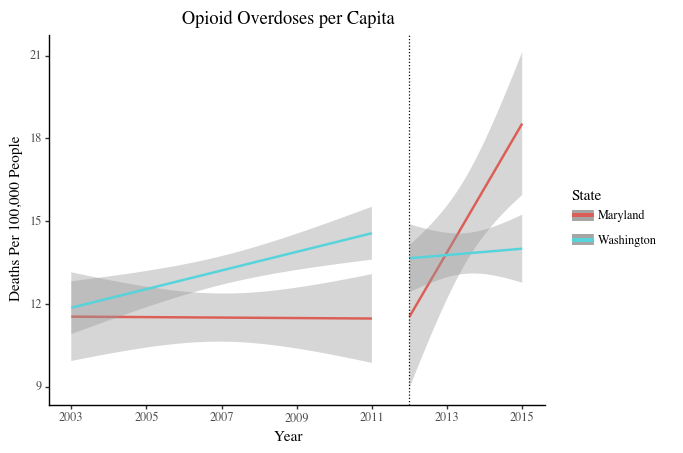 Opioid Overdoses per Capita
Deaths Per 100,000 People
21
18
15
12
9
2003 2005 2007 2009 2011 2013 2015
Year
State
Maryland
Washington